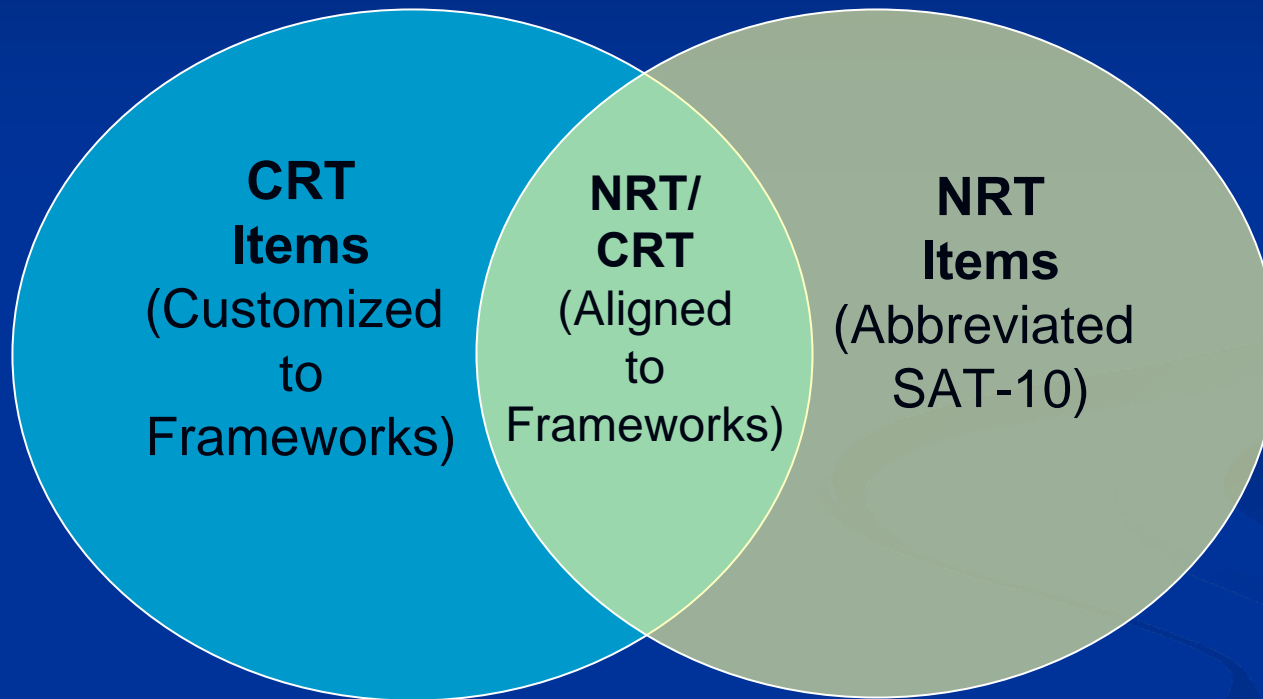 CRT
Items
(Customized
to
Frameworks)
NRT/
CRT
(Aligned
to
Frameworks)
NRT
Items
(Abbreviated
SAT-10)